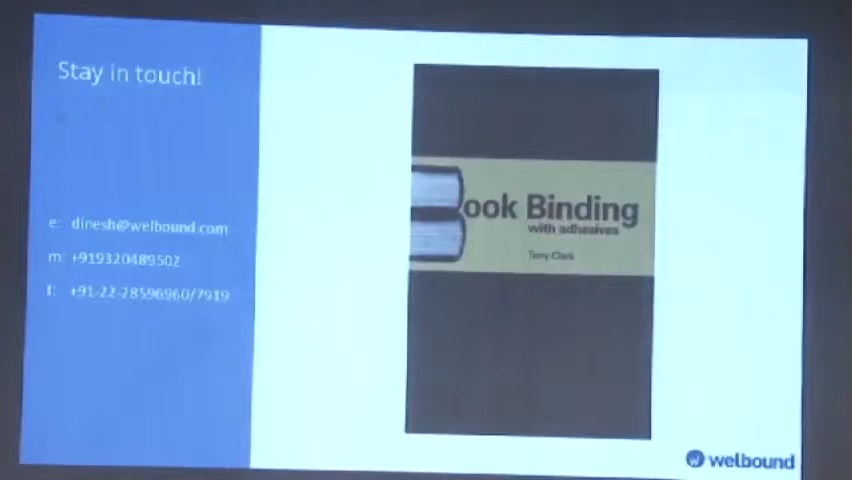 Stay in touch!
e: dinesh@welbound.com
m: +919320489502
t: +91-22-28596960/7919
ook Binding
with adhesives
Tony Clark
welbound